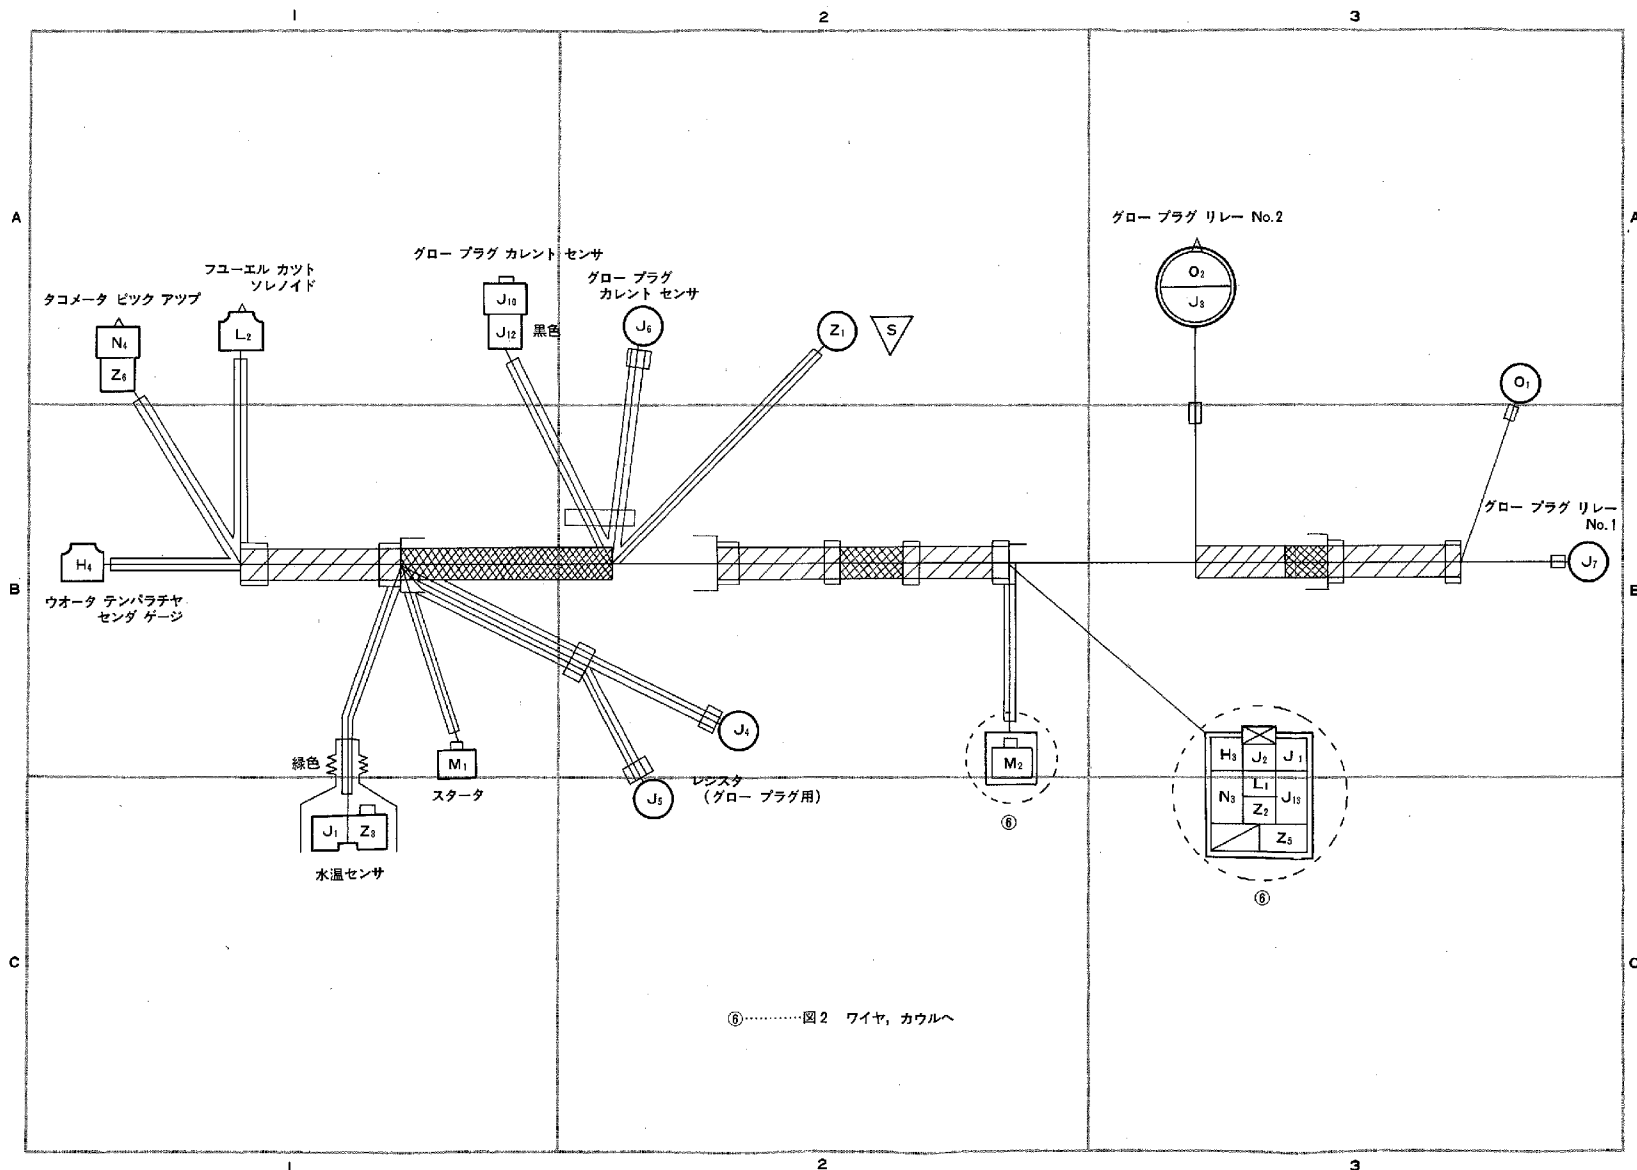 1
2
3
A
A
グロー プラグ リレー No.2
O₂
J₃
フユーエル カツト
ソレノイド
L₂
タコメータ ピツク アツプ
N₄
Z₆
グロー プラグ カレント センサ
J₁₀
J₁₂
黒色
グロー プラグ
カレント センサ
J₆
Z₁
S
O₁
グロー プラグ リレー
No.1
J₇
B
B
H₄
ウオータ テンパラチヤ
センダ ゲージ
緑色
J₁
Z₃
水温センサ
M₁
スタータ
J₄
J₅
レジスタ
(グロー プラグ用)
M₂
⑥
H₃
J₂
J₁
N₃
L₁
Z₂
J₁₃
Z₅
⑥
C
C
⑥………図2 ワイヤ, カウルへ
1
2
3